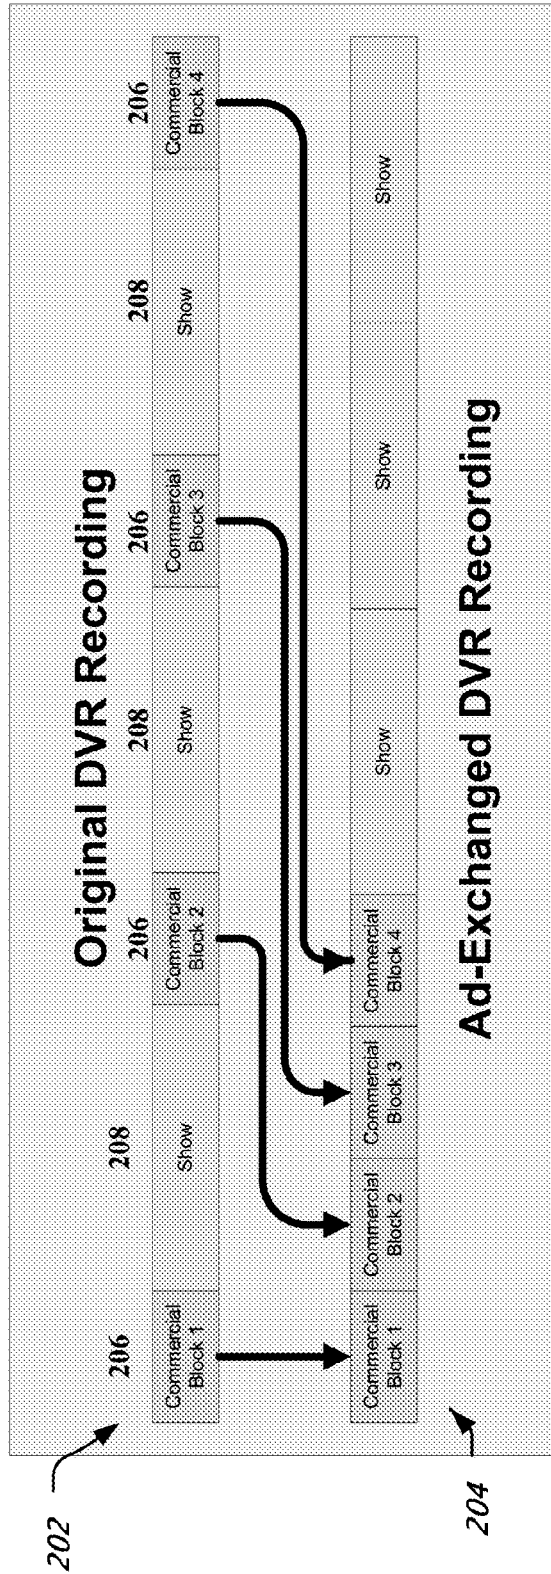 202
Original DVR Recording
206
208
206
208
206
208
206
Commercial
Block 1
Show
Commercial
Block 2
Show
Commercial
Block 3
Show
Commercial
Block 4
Commercial
Block 1
Commercial
Block 2
Commercial
Block 3
Commercial
Block 4
Show
Show
Show
Ad-Exchanged DVR Recording
204